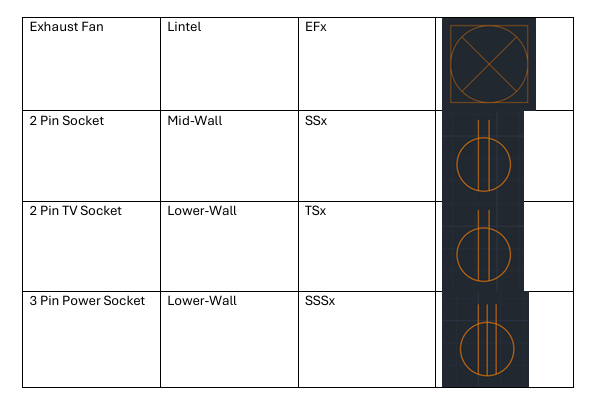 Exhaust Fan Lintel EFx
2 Pin Socket Mid-Wall SSx
2 Pin TV Socket Lower-Wall TSx
3 Pin Power Socket Lower-Wall SSSx